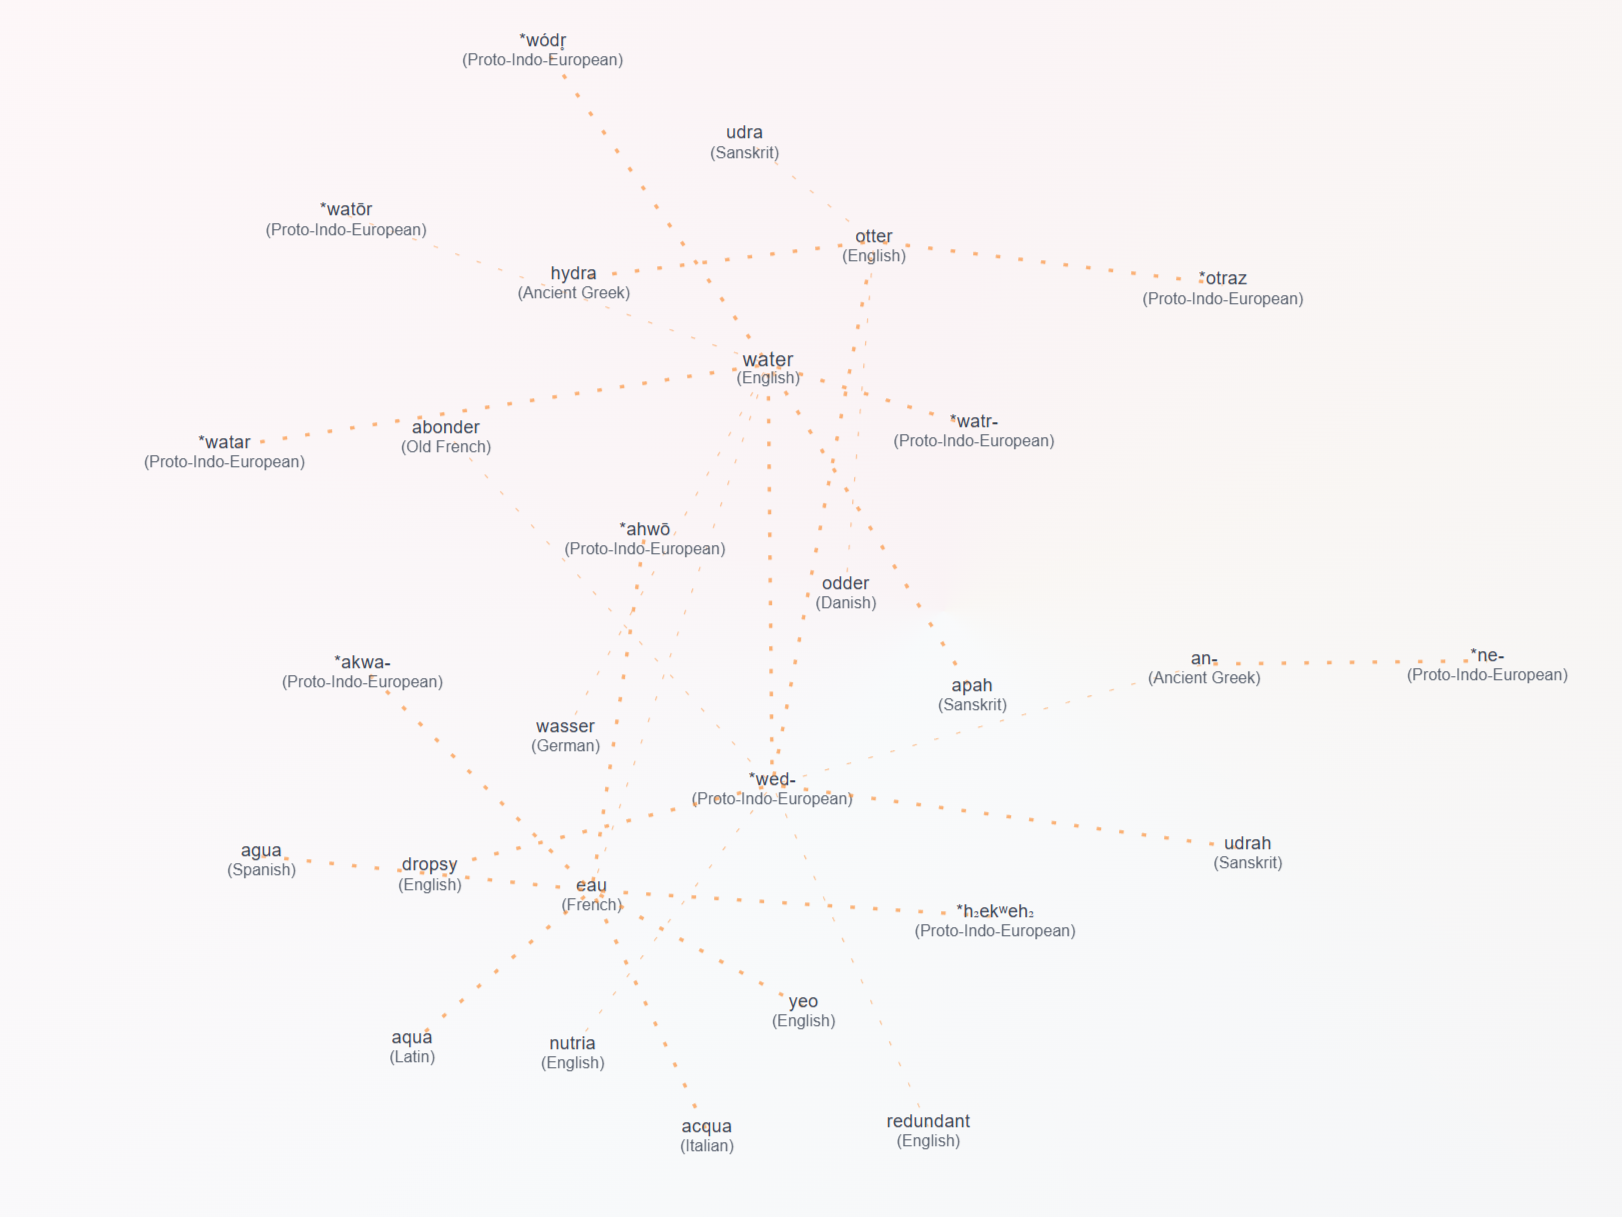 *wódr̥
(Proto-Indo-European)
udra
(Sanskrit)
*watōr
(Proto-Indo-European)
otter
(English)
hydra
(Ancient Greek)
*otraz
(Proto-Indo-European)
water
(English)
abonder
(Old French)
*watr-
(Proto-Indo-European)
*watar
(Proto-Indo-European)
*ahwō
(Proto-Indo-European)
odder
(Danish)
*akwa-
(Proto-Indo-European)
an-
(Ancient Greek)
*ne-
(Proto-Indo-European)
apah
(Sanskrit)
wasser
(German)
*wed-
(Proto-Indo-European)
udrah
(Sanskrit)
agua
(Spanish)
dropsy
(English)
eau
(French)
*h₂ekʷeh₂
(Proto-Indo-European)
yeo
(English)
aqua
(Latin)
nutria
(English)
acqua
(Italian)
redundant
(English)